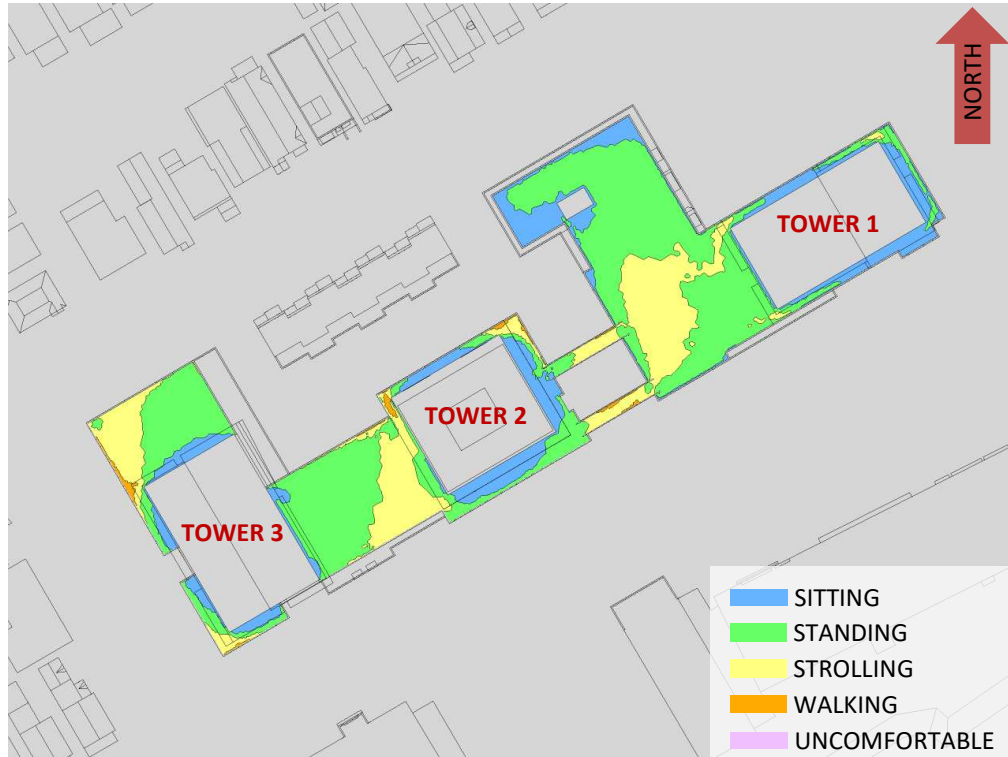 NORTH
TOWER 1
TOWER 2
TOWER 3
SITTING
STANDING
STROLLING
WALKING
UNCOMFORTABLE